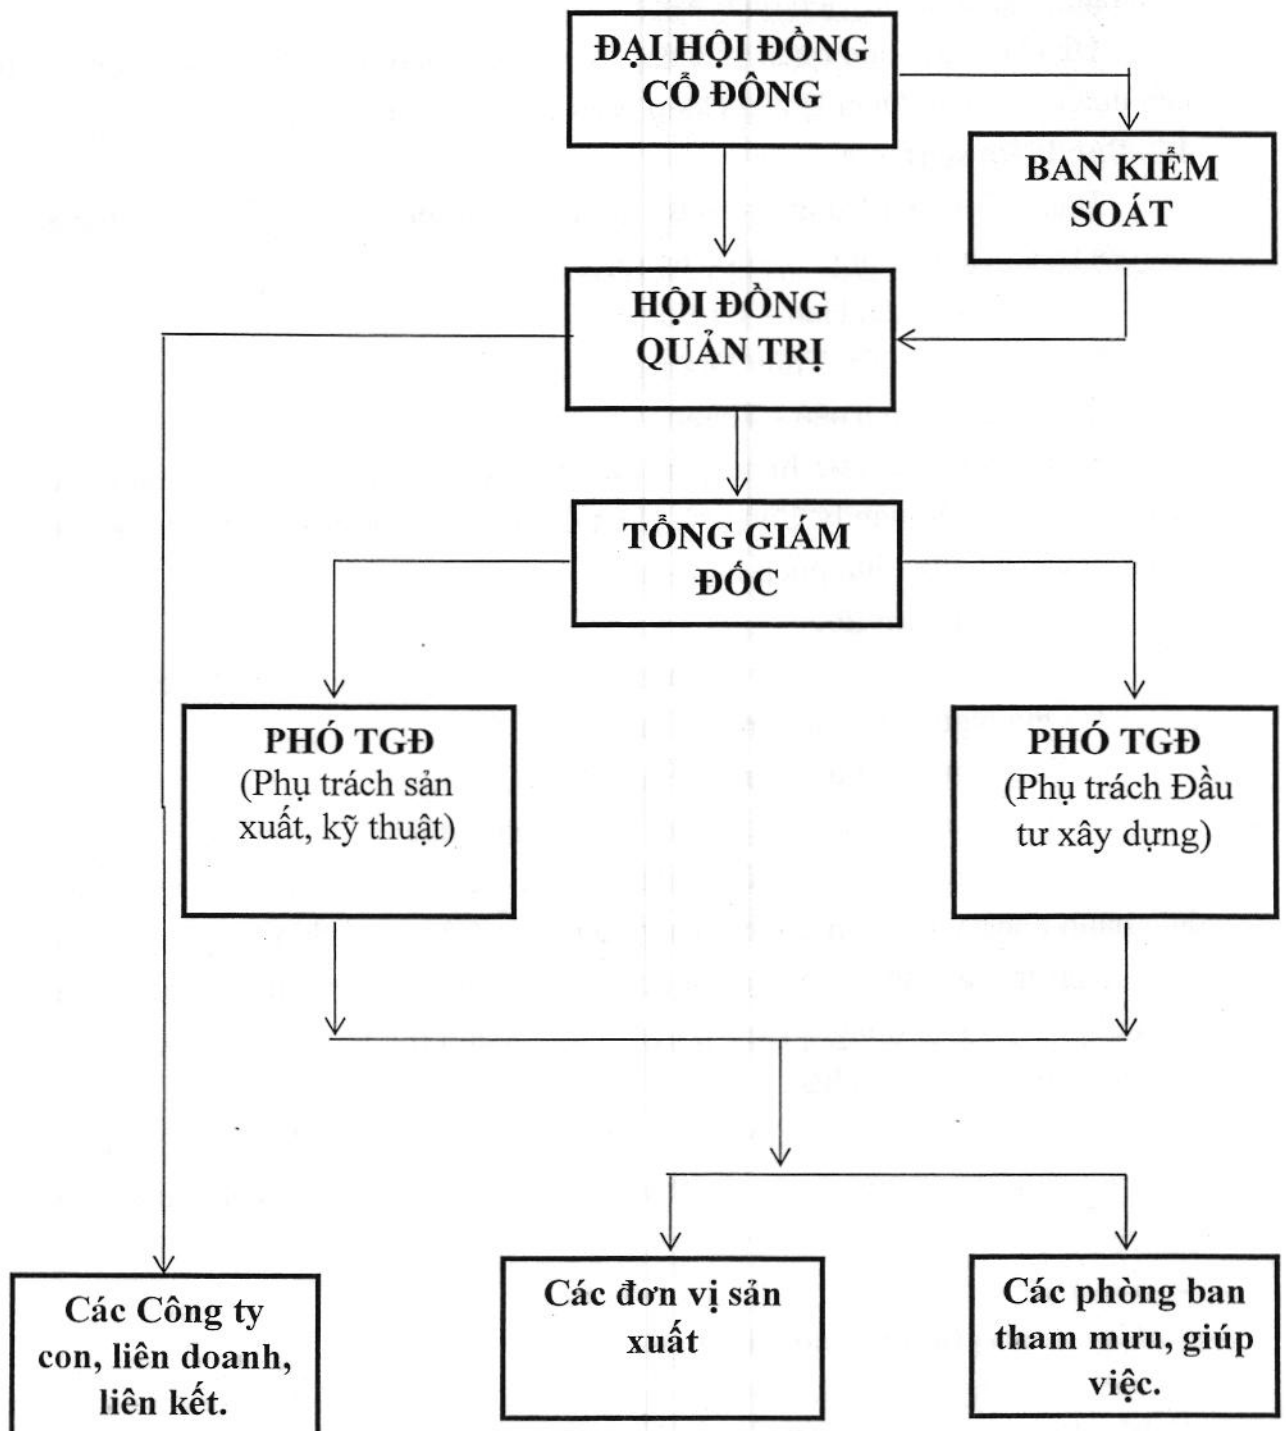 ĐẠI HỘI ĐỒNG
CỔ ĐÔNG
BAN KIỂM
SOÁT
HỘI ĐỒNG
QUẢN TRỊ
TỔNG GIÁM
ĐỐC
PHÓ TGĐ
(Phụ trách sản
xuất, kỹ thuật)
PHÓ TGĐ
(Phụ trách Đầu
tư xây dựng)
Các Công ty
con, liên doanh,
liên kết.
Các đơn vị sản
xuất
Các phòng ban
tham mưu, giúp
việc.